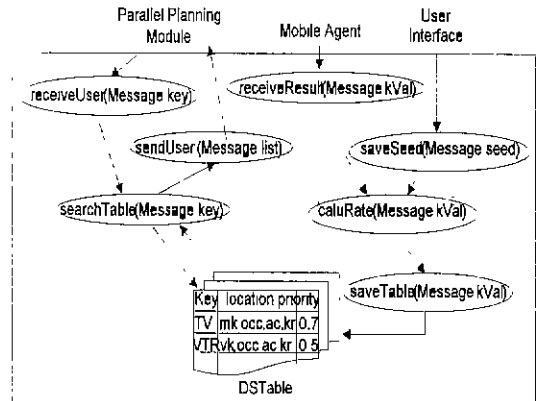 Parallel Planning
Module
Mobile Agent
User
Interface
receiveUser(Message key)
receiveResult(Message kVal)
sendUser(Message list)
saveSeed(Message seed)
searchTable(Message key)
caluRate(Message kVal)
saveTable(Message kVal)
Key location priority
TV mk.occ.ac.kr 0.7
VTR vk.occ.ac.kr 0.5
DSTable